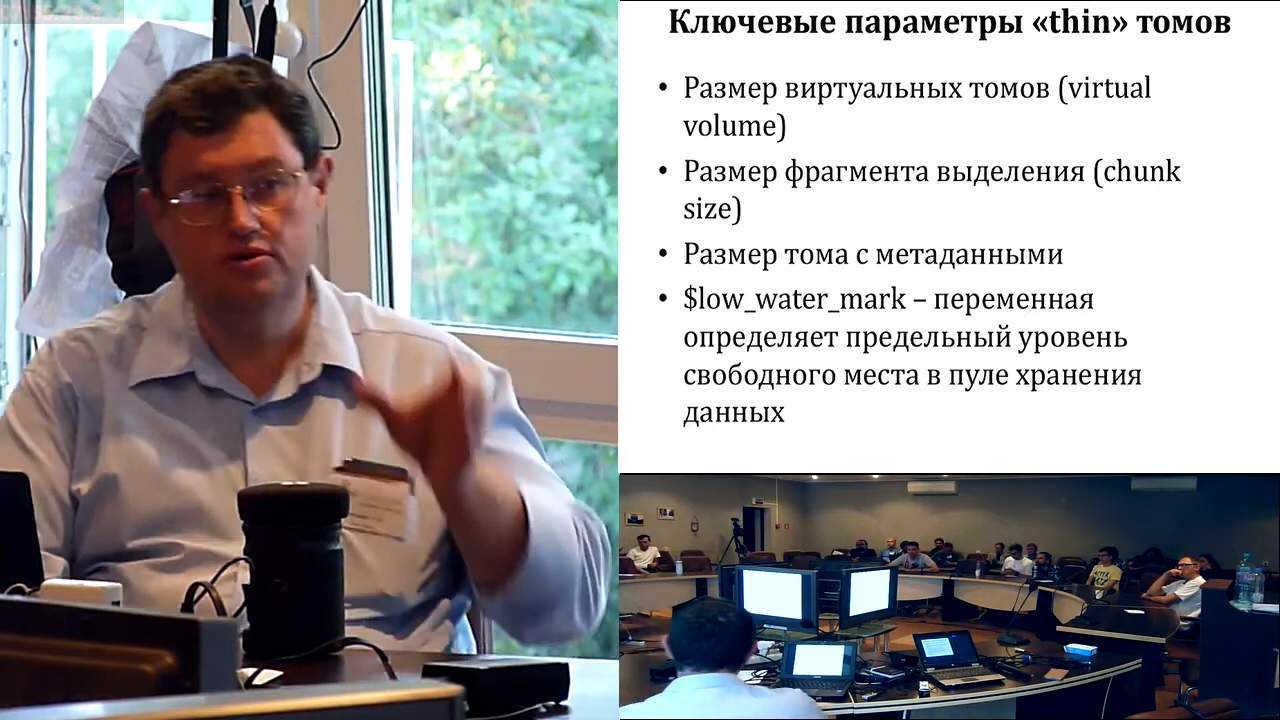 Ключевые параметры «thin» томов
• Размер виртуальных томов (virtual
volume)
• Размер фрагмента выделения (chunk
size)
• Размер тома с метаданными
• $low_water_mark – переменная
определяет предельный уровень
свободного места в пуле хранения
данных